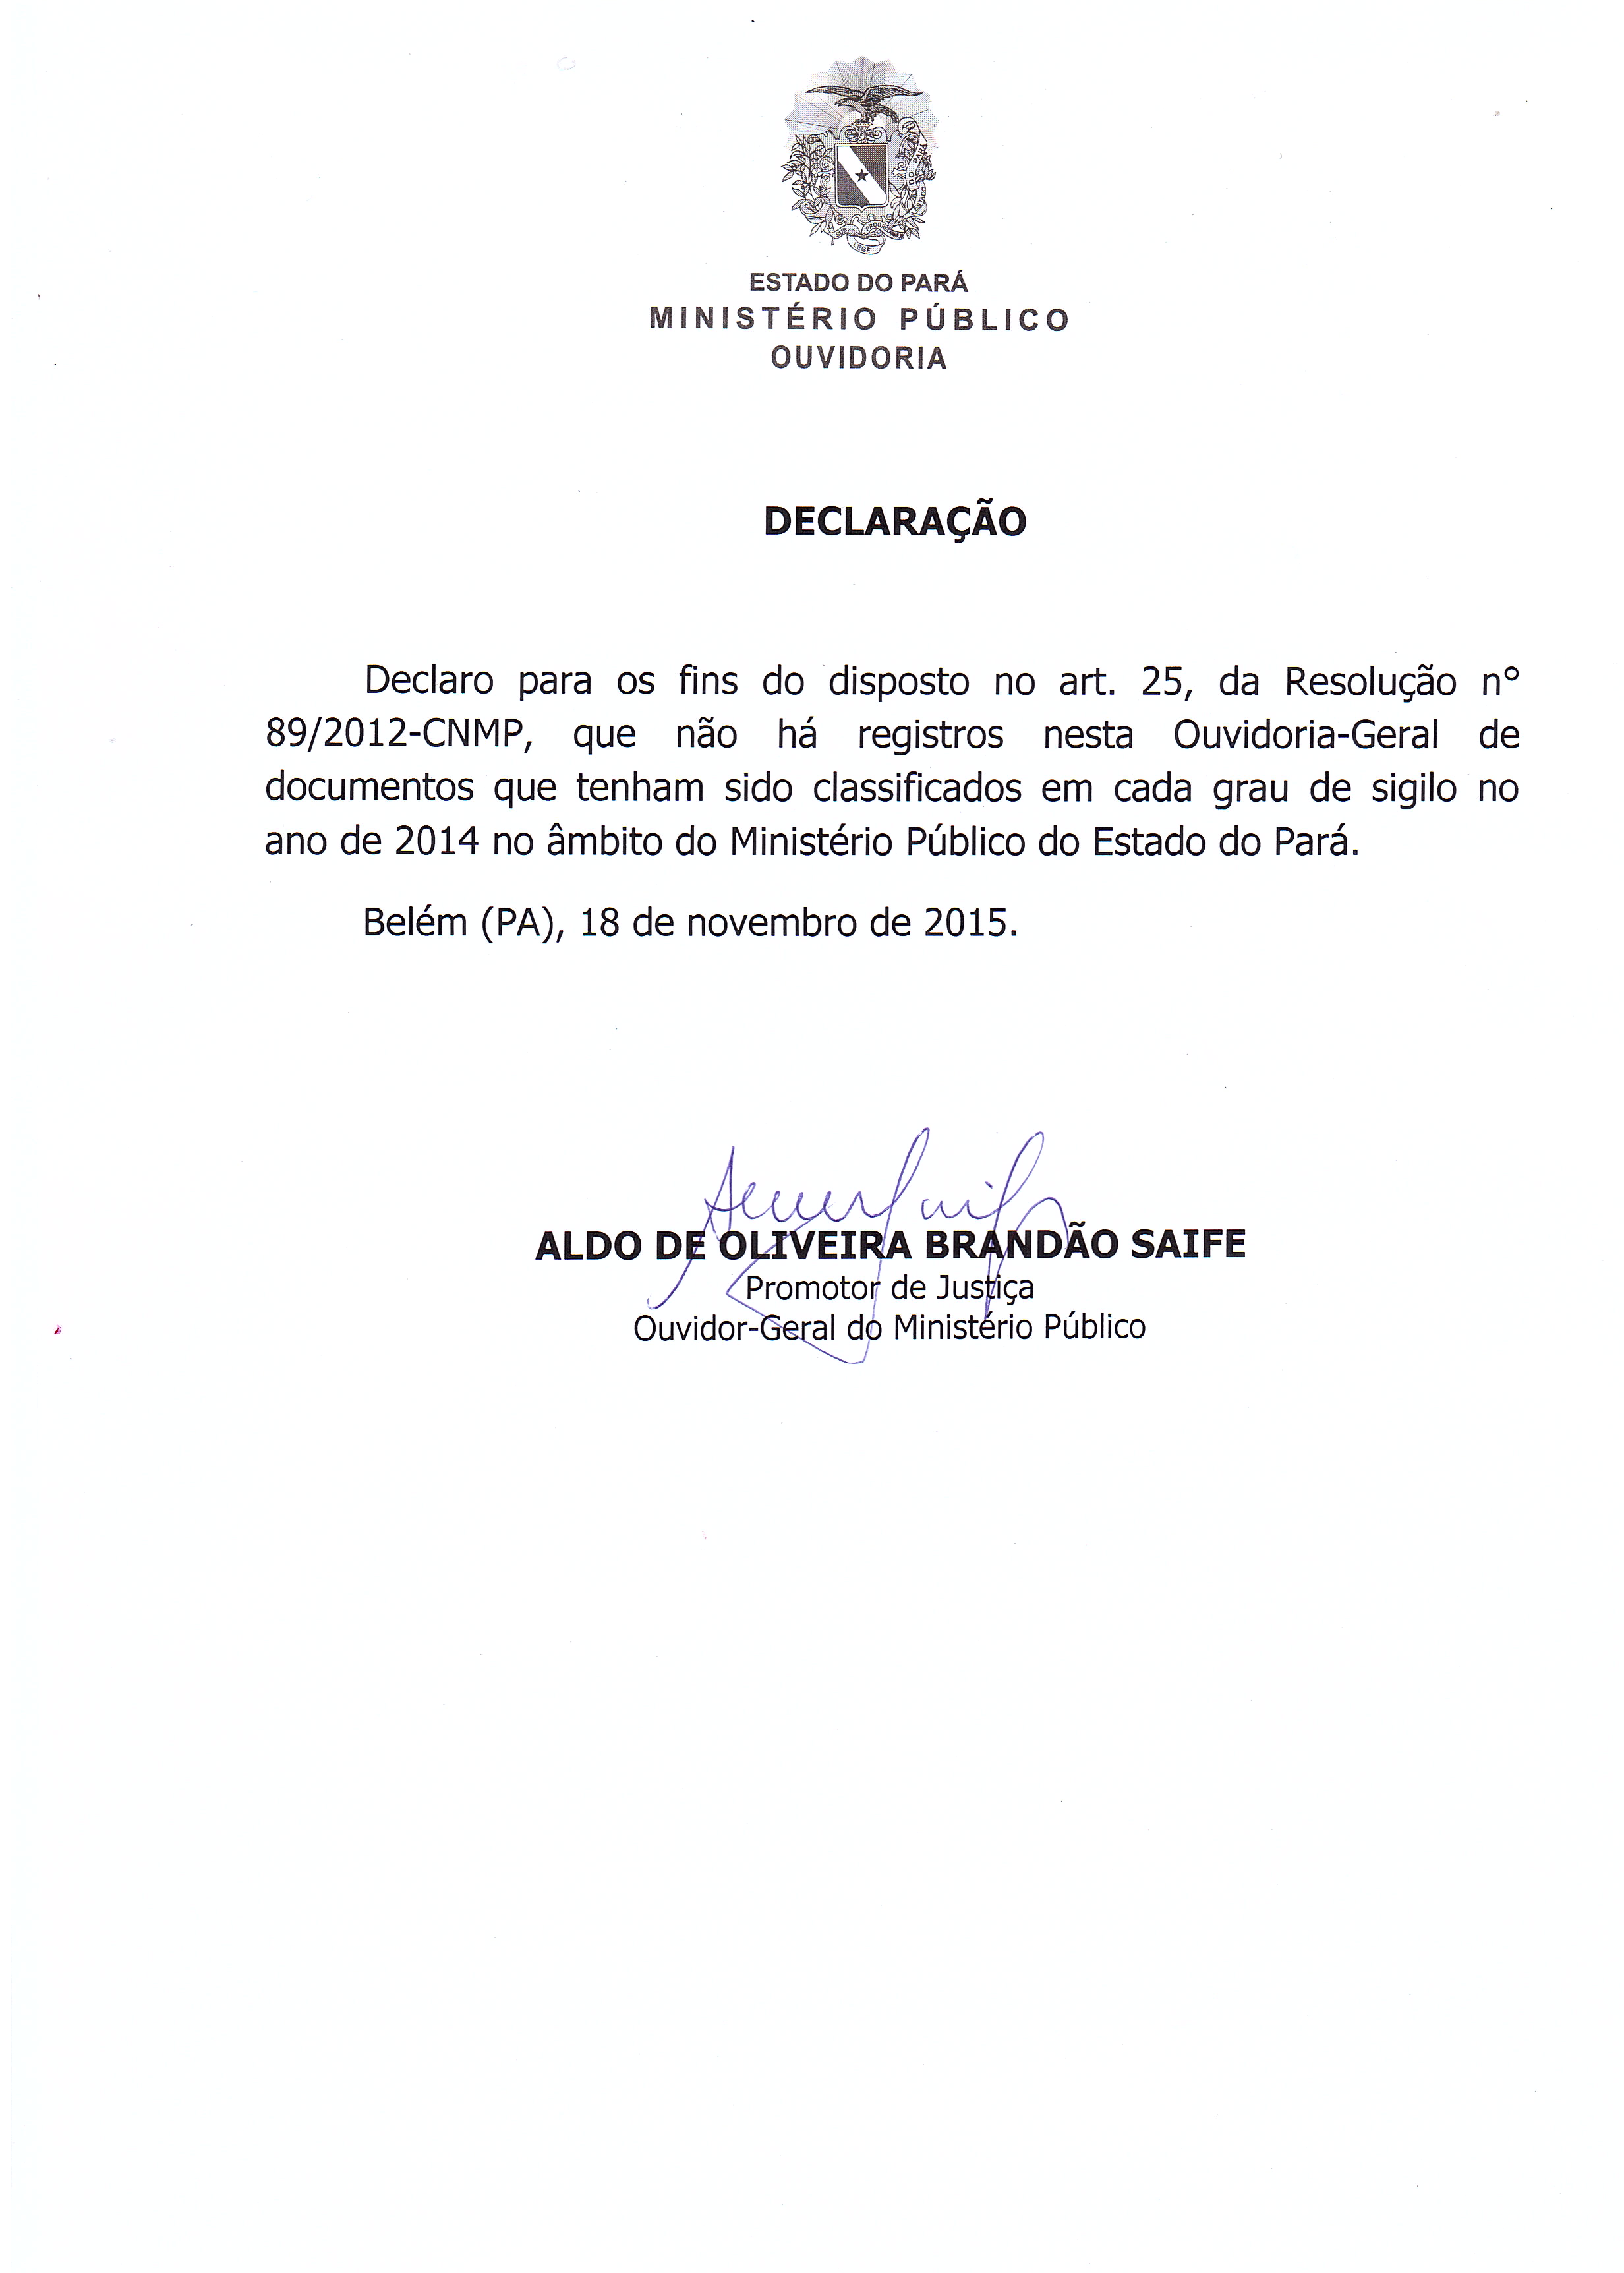 ESTADO DO PARÁ
MINISTÉRIO PÚBLICO
OUVIDORIA
DECLARAÇÃO
Declaro para os fins do disposto no art. 25, da Resolução n°
89/2012-CNMP, que não há registros nesta Ouvidoria-Geral de
documentos que tenham sido classificados em cada grau de sigilo no
ano de 2014 no âmbito do Ministério Público do Estado do Pará.
Belém (PA), 18 de novembro de 2015.
ALDO DE OLIVEIRA BRANDÃO SAIFE
Promotor de Justiça
Ouvidor-Geral do Ministério Público